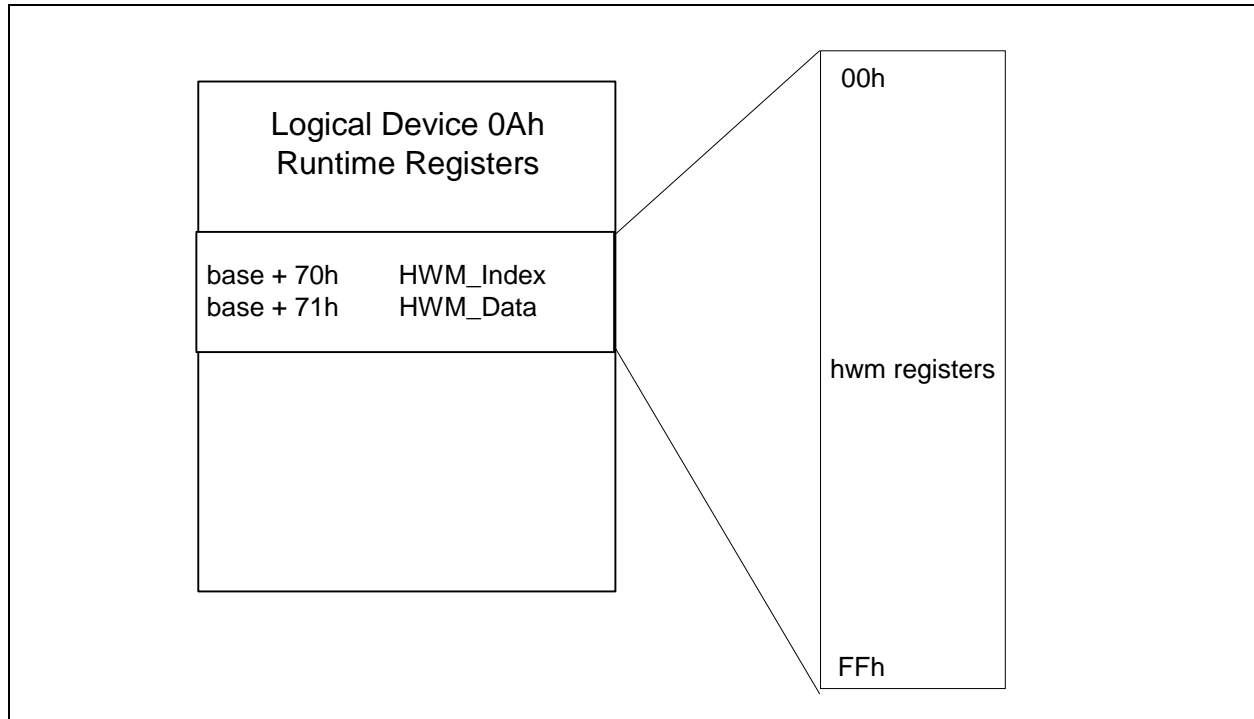 Logical Device 0Ah
Runtime Registers
base + 70h HWM_Index
base + 71h HWM_Data
00h
hwm registers
FFh